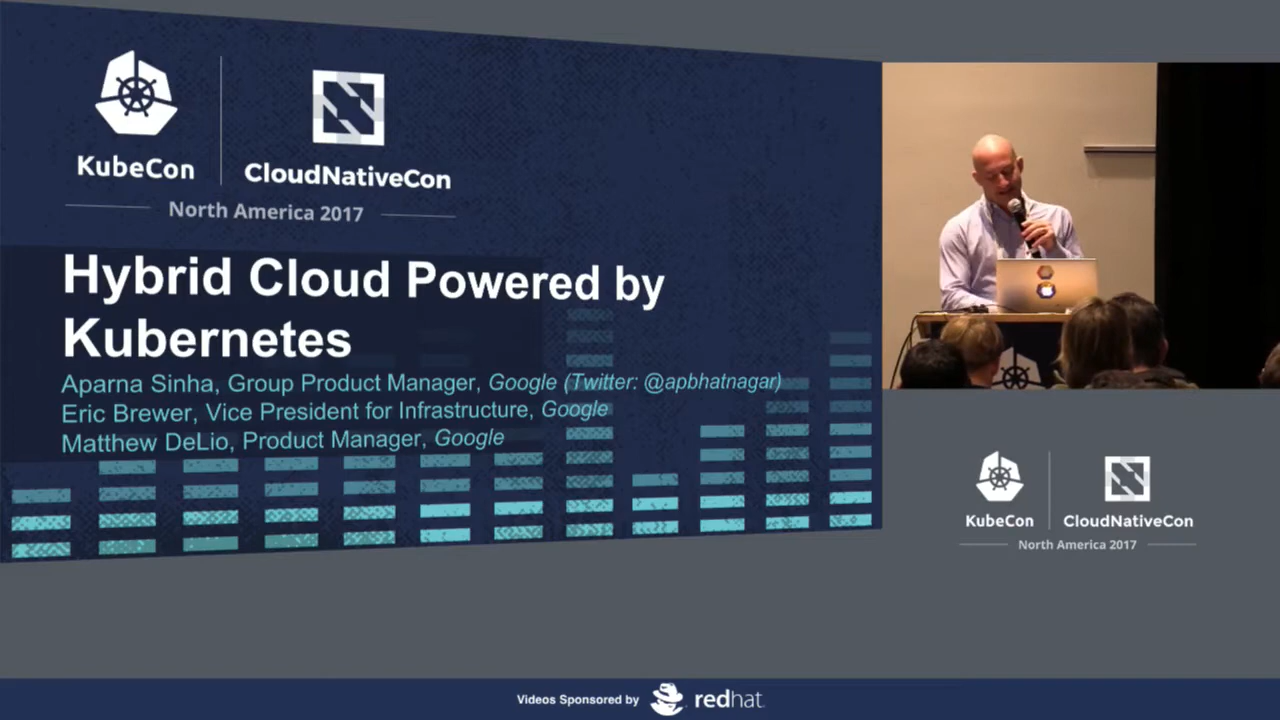 KubeCon
CloudNativeCon
North America 2017
Hybrid Cloud Powered by
Kubernetes
Aparna Sinha, Group Product Manager, Google (Twitter: @apbhatnagar)
Eric Brewer, Vice President for Infrastructure, Google
Matthew DeLio, Product Manager, Google
KubeCon
CloudNativeCon
North America 2017
Videos Sponsored by
redhat.